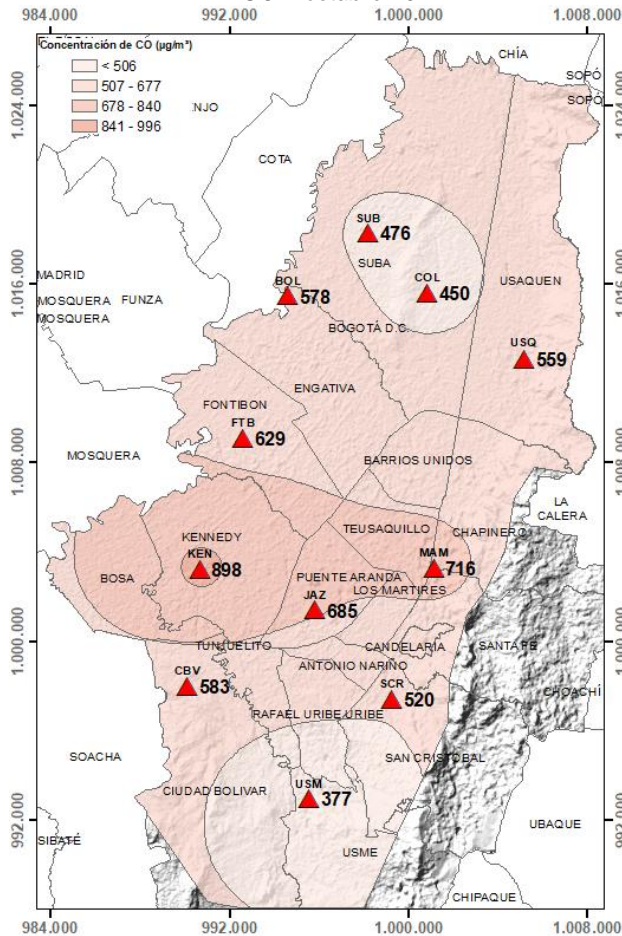 984.000 992.000 1.000.000 1.008.000
Concentración de CO (µg/m³)
< 506
507 - 677
678 - 840
841 - 996
CHÍA
SOPÓ
SOPÓ
1.024.000
1.024.000
NJO
COTA
SUB
476
SUBA
COL
450
USAQUEN
1.016.000
1.016.000
MADRID
MOSQUERA
FUNZA
MOSQUERA
BOL
578
BOGOTÁ D.C.
USQ
559
ENGATIVA
FONTIBON
FTB
629
1.008.000
1.008.000
MOSQUERA
BARRIOS UNIDOS
LA
CALERA
TEUSAQUILLO
CHAPINERO
KENNEDY
KEN
898
MAM
716
BOSA
PUENTE ARANDA
LOS MARTIRES
JAZ
685
1.000.000
1.000.000
TUNJUELITO
CANDELARIA
SANTA FE
ANTONIO NARIÑO
CBV
583
SCR
520
CHOACHÍ
RAFAEL URIBE URIBE
SOACHA
SAN CRISTOBAL
CIUDAD BOLIVAR
USM
377
992.000
992.000
SIBATÉ
UBAQUE
USME
CHIPAQUE
984.000 992.000 1.000.000 1.008.000